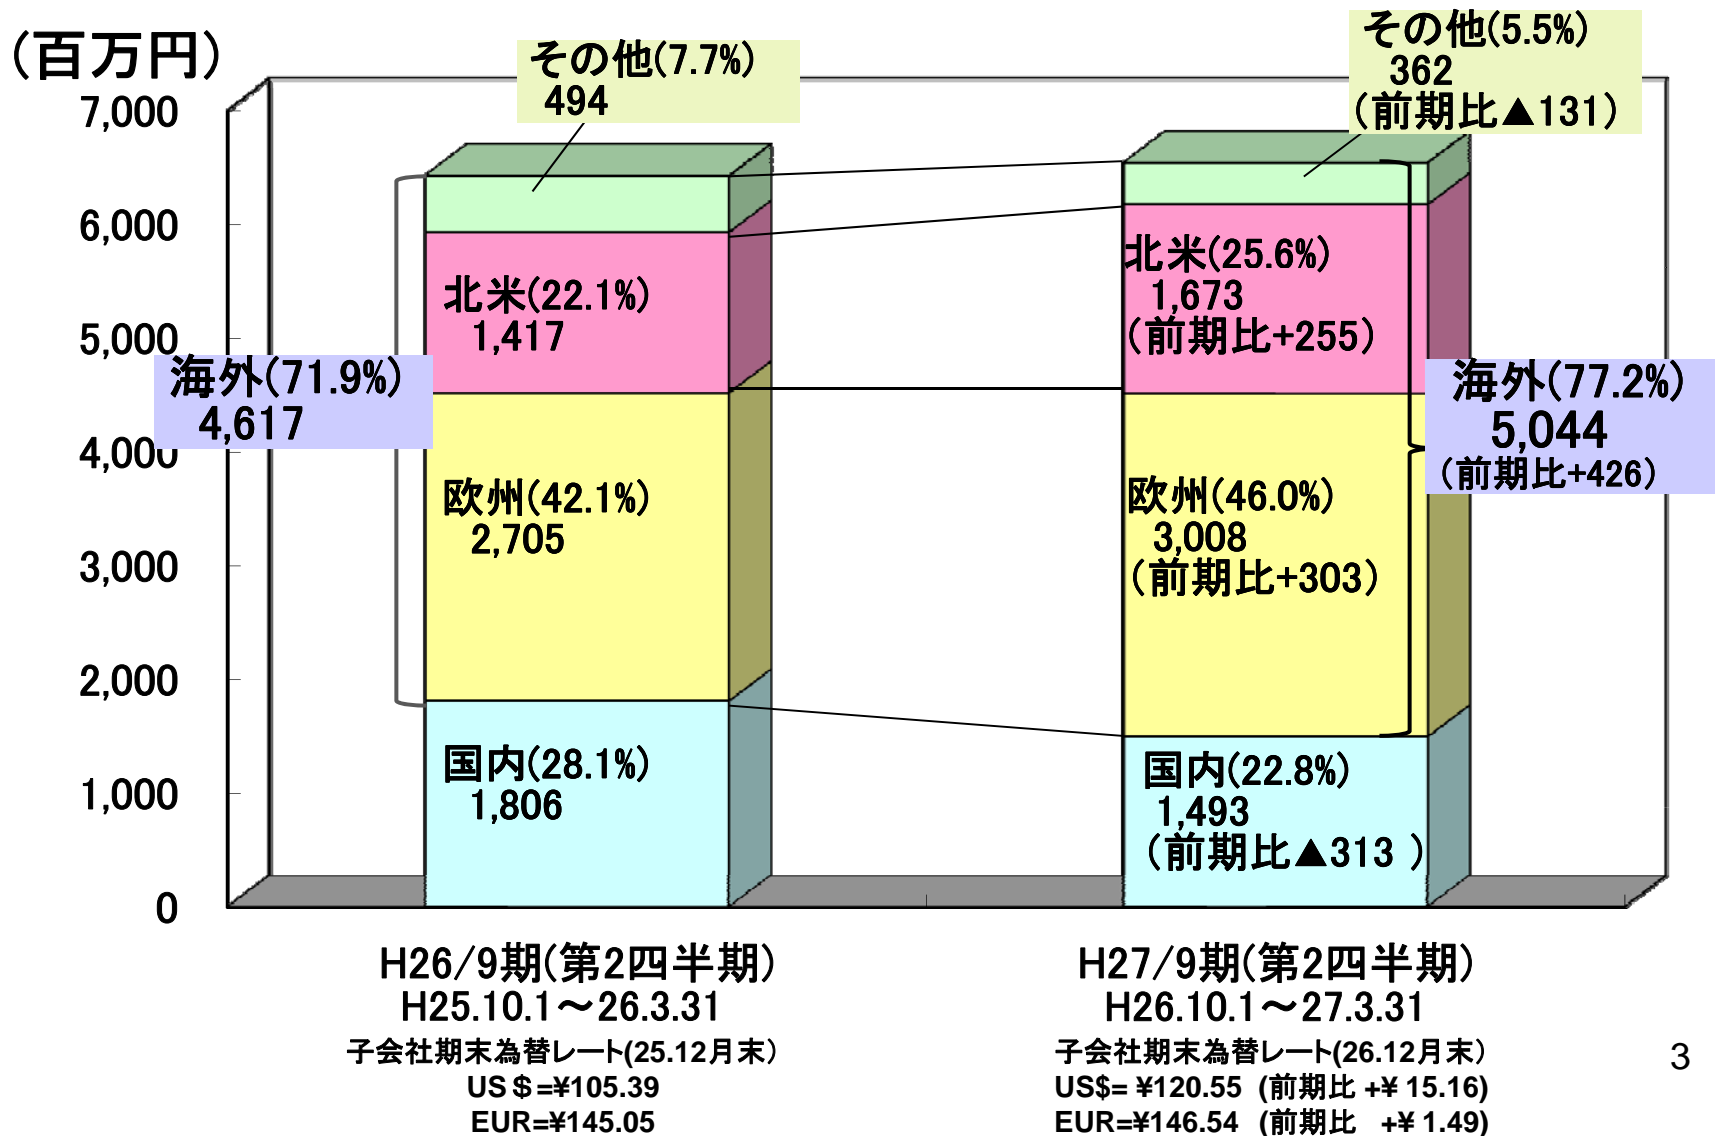 (百万円)
7,000
6,000
5,000
4,000
3,000
2,000
1,000
0
その他(7.7%)
494
北米(22.1%)
1,417
海外(71.9%)
4,617
欧州(42.1%)
2,705
国内(28.1%)
1,806
その他(5.5%)
362
(前期比▲131)
北米(25.6%)
1,673
(前期比+255)
海外(77.2%)
5,044
(前期比+426)
欧州(46.0%)
3,008
(前期比+303)
国内(22.8%)
1,493
(前期比▲313 )
H26/9期(第2四半期)
H25.10.1～26.3.31
子会社期末為替レート(25.12月末)
US＄=¥105.39
EUR=¥145.05
H27/9期(第2四半期)
H26.10.1～27.3.31
子会社期末為替レート(26.12月末)
US$= ¥120.55 (前期比 +¥ 15.16)
EUR=¥146.54 (前期比 +¥ 1.49)
3